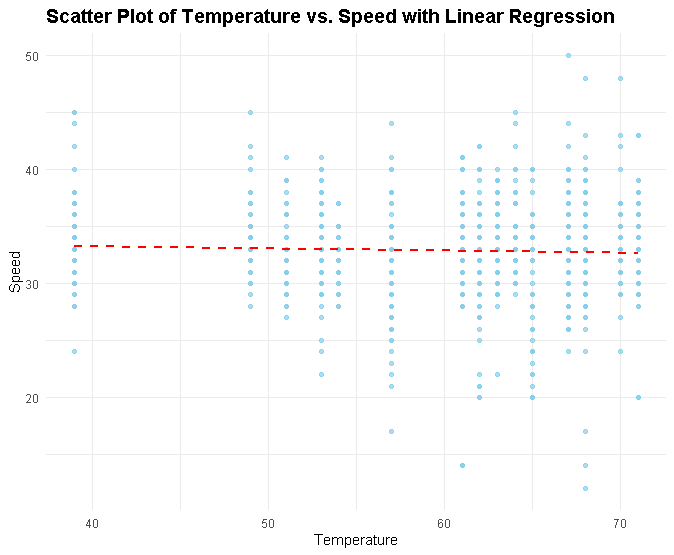 Scatter Plot of Temperature vs. Speed with Linear Regression
50
40
30
20
Speed
40 50 60 70
Temperature